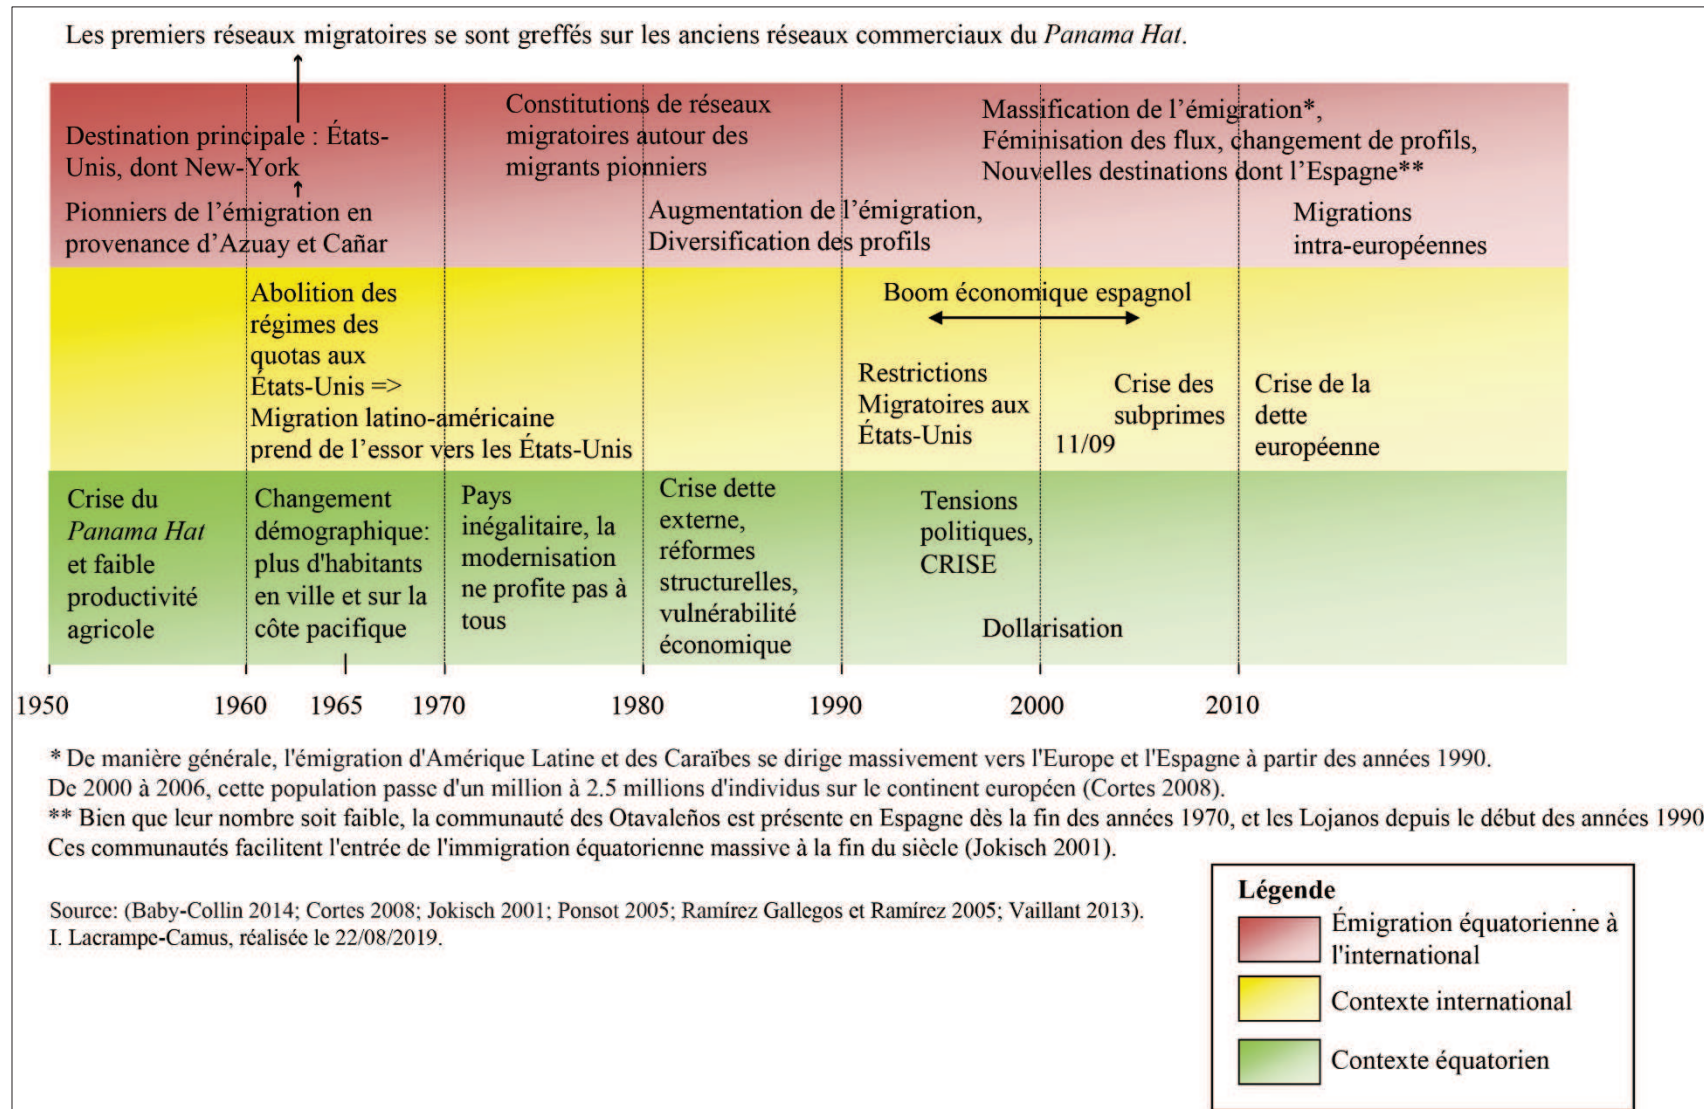 Les premiers réseaux migratoires se sont greffés sur les anciens réseaux commerciaux du Panama Hat.
Destination principale : États-
Unis, dont New-York
Pionniers de l’émigration en
provenance d’Azuay et Cañar
Constitutions de réseaux
migratoires autour des
migrants pionniers
Augmentation de l’émigration,
Diversification des profils
Massification de l’émigration*,
Féminisation des flux, changement de profils,
Nouvelles destinations dont l’Espagne**
Migrations
intra-européennes
Abolition des
régimes des
quotas aux
États-Unis =>
Migration latino-américaine
prend de l’essor vers les États-Unis
Boom économique espagnol
Restrictions
Migratoires aux
États-Unis
11/09
Crise des
subprimes
Crise de la
dette
européenne
Crise du
Panama Hat
et faible
productivité
agricole
Changement
démographique:
plus d'habitants
en ville et sur la
côte pacifique
Pays
inégalitaire, la
modernisation
ne profite pas à
tous
Crise dette
externe,
réformes
structurelles,
vulnérabilité
économique
Tensions
politiques,
CRISE
Dollarisation
1950 1960 1965 1970 1980 1990 2000 2010
* De manière générale, l'émigration d'Amérique Latine et des Caraïbes se dirige massivement vers l'Europe et l'Espagne à partir des années 1990.
De 2000 à 2006, cette population passe d'un million à 2.5 millions d'individus sur le continent européen (Cortes 2008).
** Bien que leur nombre soit faible, la communauté des Otavaleños est présente en Espagne dès la fin des années 1970, et les Lojanos depuis le début des années 1990
Ces communautés facilitent l'entrée de l'immigration équatorienne massive à la fin du siècle (Jokisch 2001).
Source: (Baby-Collin 2014; Cortes 2008; Jokisch 2001; Ponsot 2005; Ramírez Gallegos et Ramírez 2005; Vaillant 2013).
I. Lacrampe-Camus, réalisée le 22/08/2019.
Légende
Émigration équatorienne à
l'international
Contexte international
Contexte équatorien